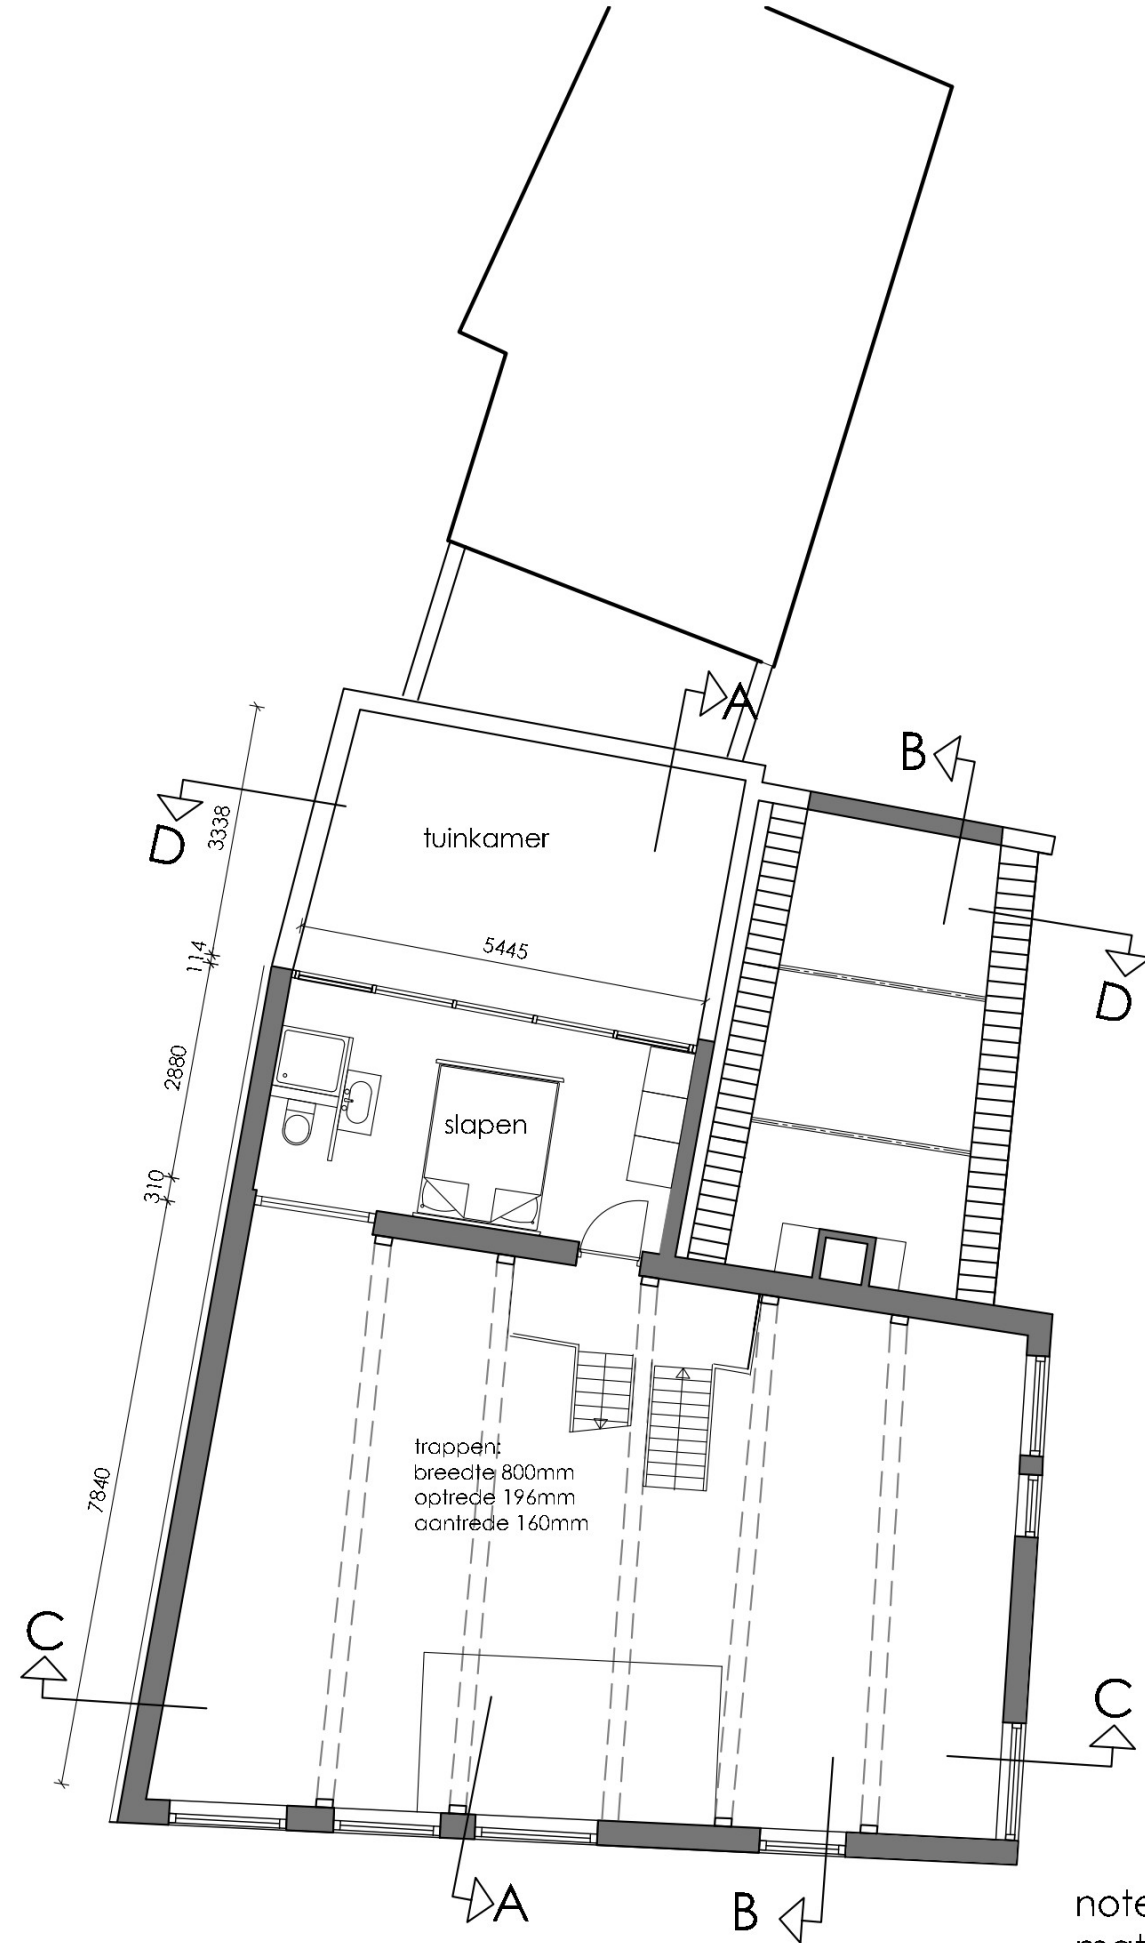 A
B
D
3338
tuinkamer
114
5445
D
2880
slapen
310
7840
trappen:
breedte 800mm
optrede 196mm
aantrede 160mm
C
C
A
B
note